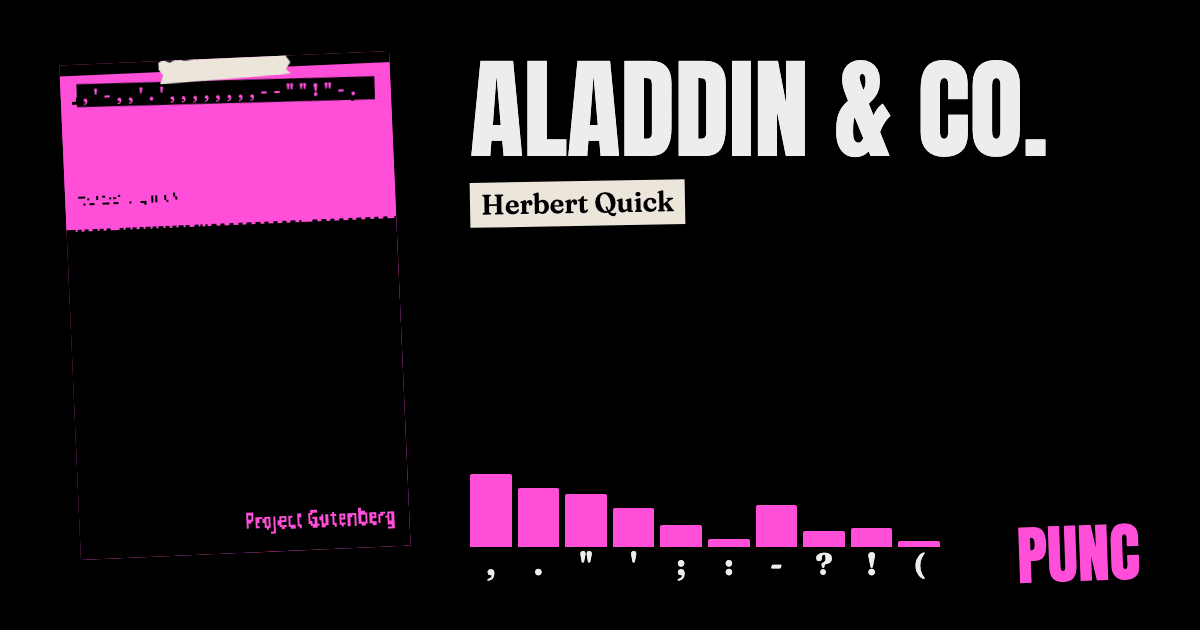 ,'-,,'.',,,,,,,,--""!"-.
Project Gutenberg
ALADDIN & CO.
Herbert Quick
, . " ' ; : - ? ! (
PUNC